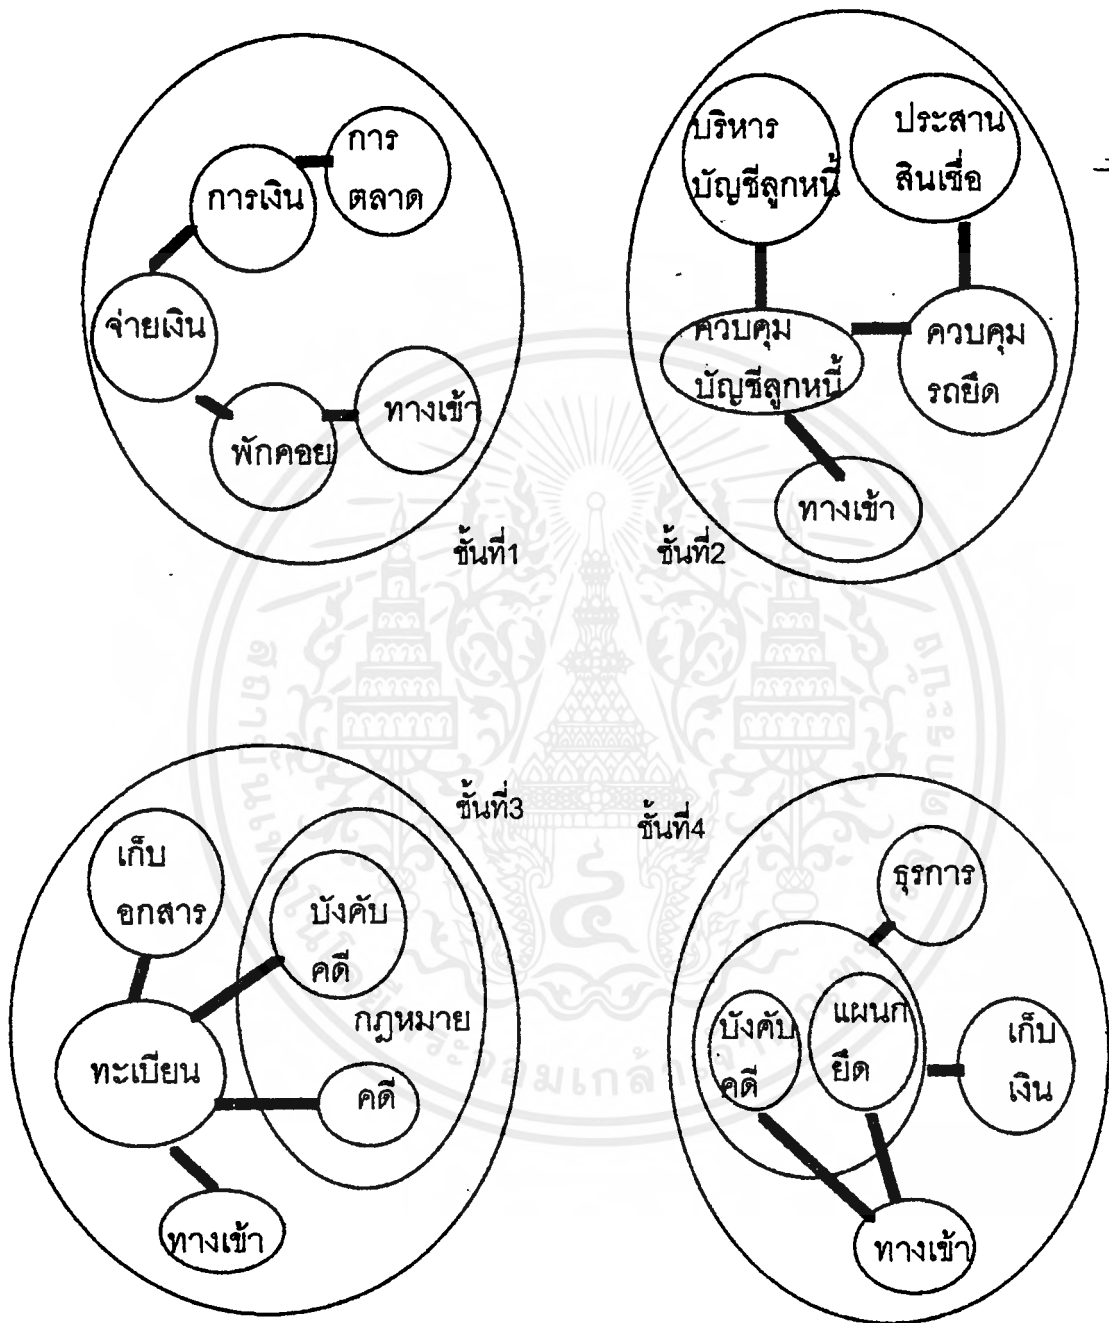 การ
ตลาด
การเงิน
จ่ายเงิน
พักคอย
ทางเข้า
ชั้นที่1
บริหาร
บัญชีลูกหนี้
ประสาน
สินเชื่อ
ควบคุม
บัญชีลูกหนี้
ควบคุม
รถยึด
ทางเข้า
ชั้นที่2
ชั้นที่3
เก็บ
อกสาร
บังคับ
คดี
กฎหมาย
ทะเบียน
คดี
ทางเข้า
ชั้นที่4
ธุรการ
บังคับ
คดี
แผนก
ยึด
เก็บ
เงิน
ทางเข้า